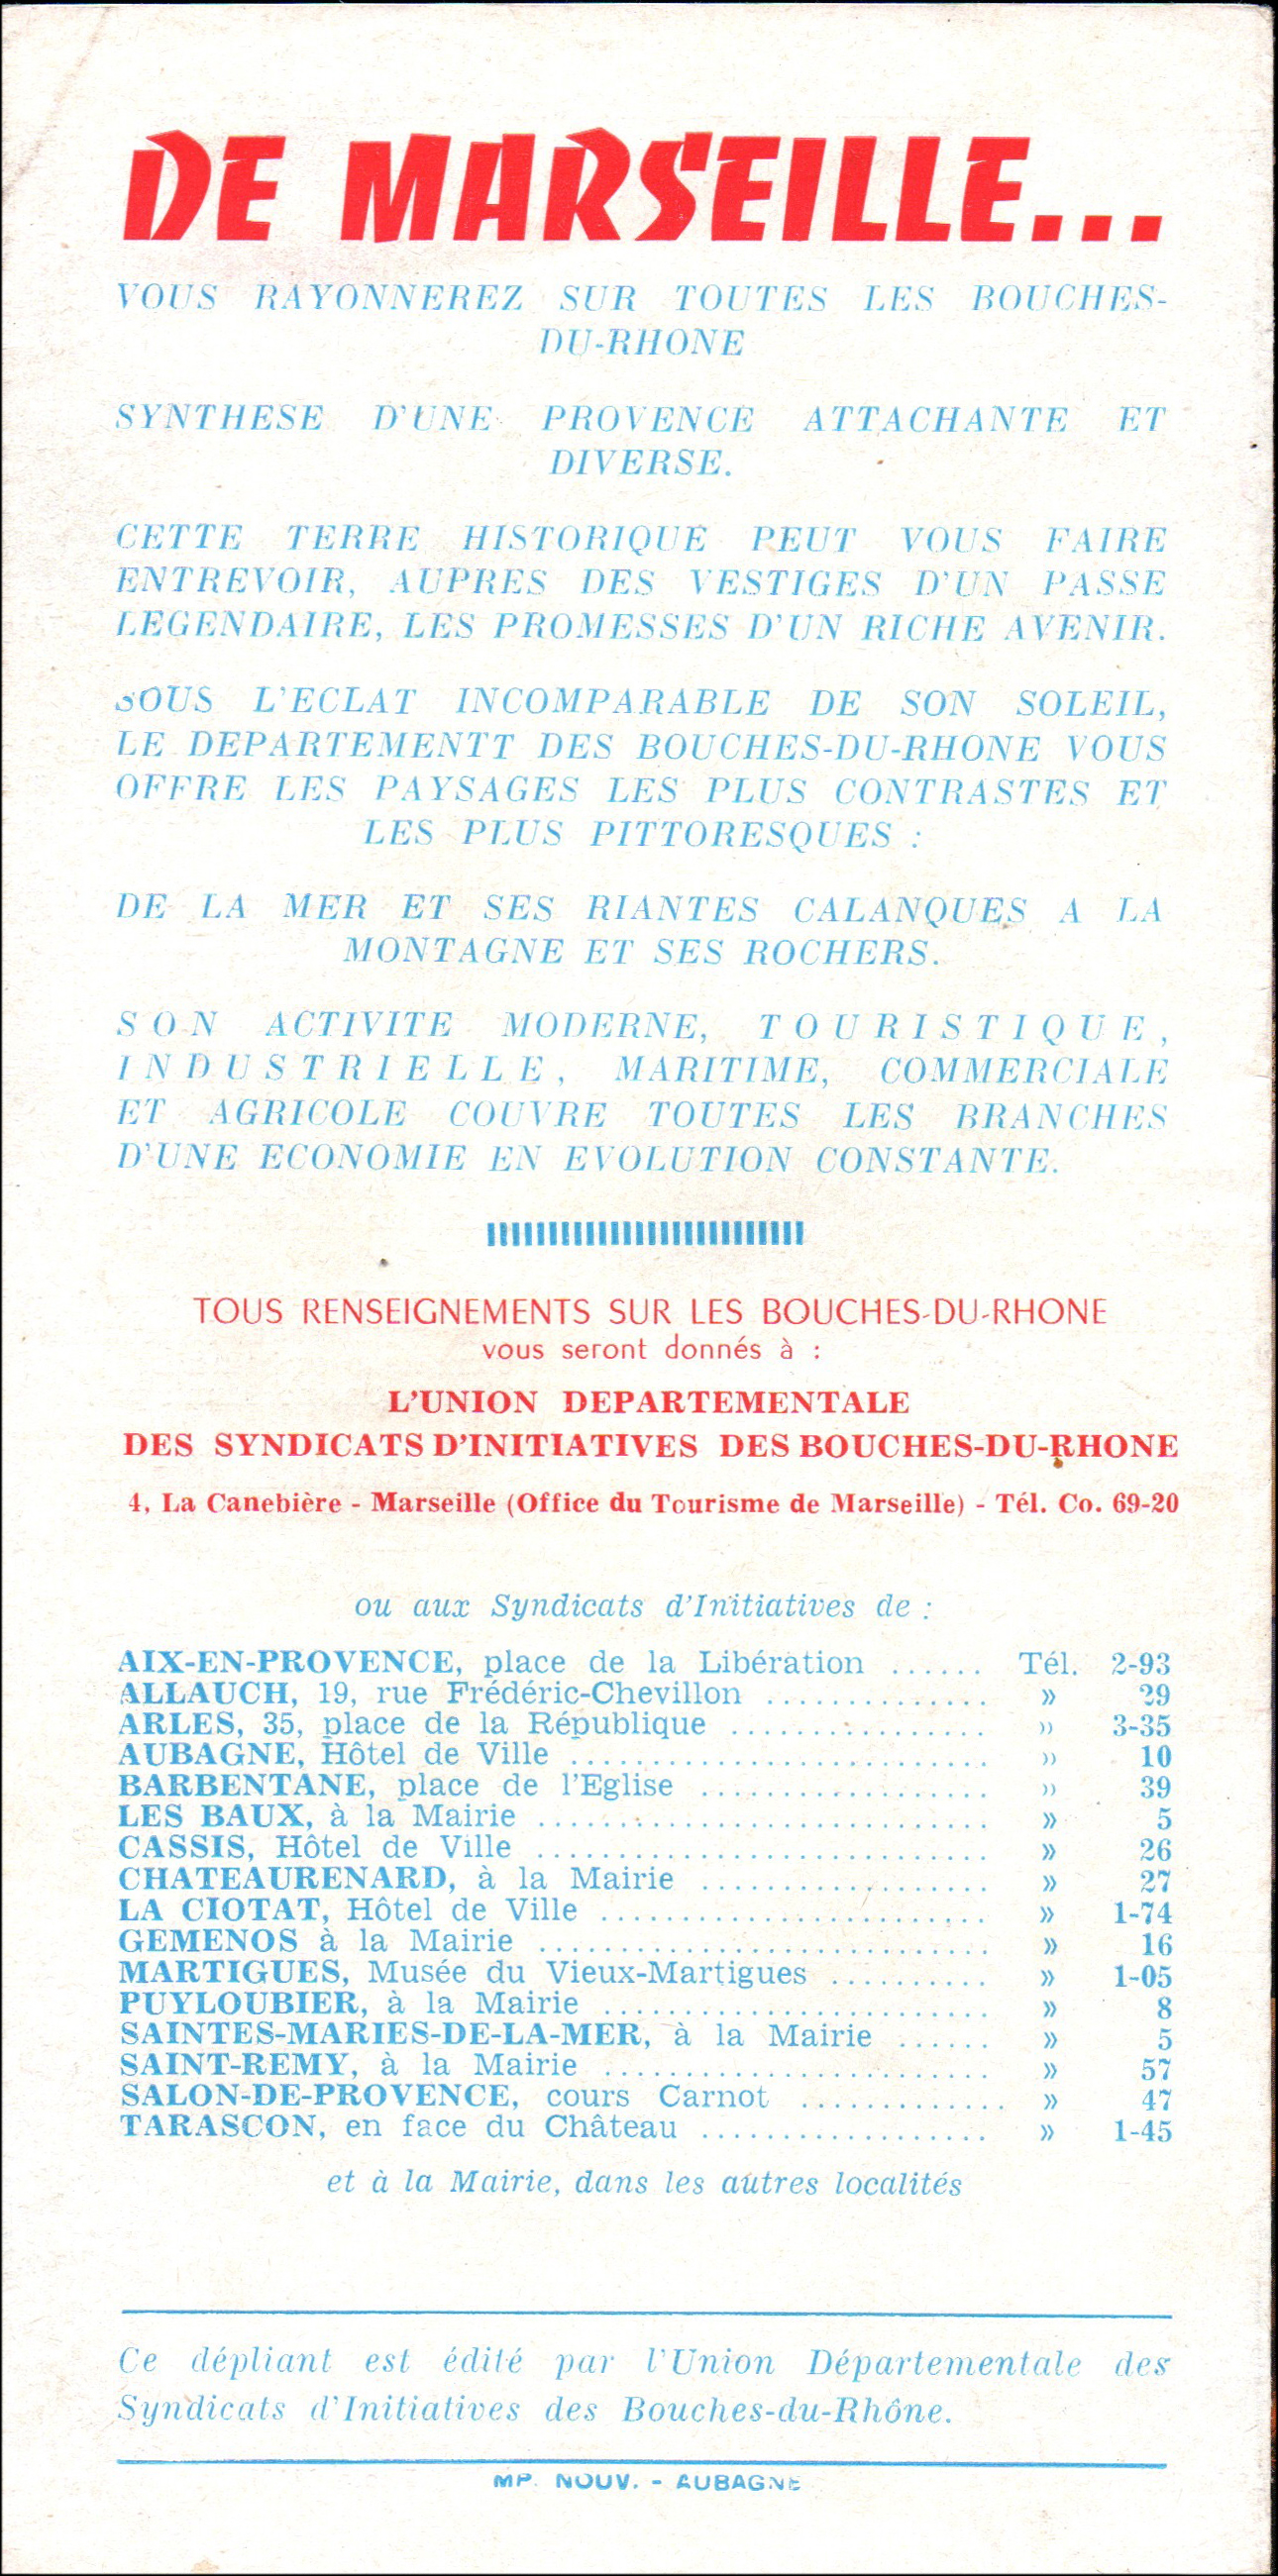 DE MARSEILLE...
VOUS RAYONNEREZ SUR TOUTES LES BOUCHES-
DU-RHONE
SYNTHESE D'UNE PROVENCE ATTACHANTE ET
DIVERSE.
CETTE TERRE HISTORIQUE PEUT VOUS FAIRE
ENTREVOIR, AUPRES DES VESTIGES D'UN PASSE
LEGENDAIRE, LES PROMESSES D'UN RICHE AVENIR.
SOUS L'ECLAT INCOMPARABLE DE SON SOLEIL,
LE DEPARTEMENTT DES BOUCHES-DU-RHONE VOUS
OFFRE LES PAYSAGES LES PLUS CONTRASTES ET
LES PLUS PITTORESQUES :
DE LA MER ET SES RIANTES CALANQUES A LA
MONTAGNE ET SES ROCHERS.
SON ACTIVITE MODERNE, TOURISTIQUE,
INDUSTRIELLE, MARITIME, COMMERCIALE
ET AGRICOLE COUVRE TOUTES LES BRANCHES
D'UNE ECONOMIE EN EVOLUTION CONSTANTE.
TOUS RENSEIGNEMENTS SUR LES BOUCHES-DU-RHONE
vous seront donnés à :
L'UNION DEPARTEMENTALE
DES SYNDICATS D'INITIATIVES DES BOUCHES-DU-RHONE
4, La Canebière - Marseille (Office du Tourisme de Marseille) - Tél. Co. 69-20
ou aux Syndicats d'Initiatives de :
AIX-EN-PROVENCE, place de la Libération ...... Tél. 2-93
ALLAUCH, 19, rue Frédéric-Chevillon .............. » 29
ARLES, 35, place de la République ................ » 3-35
AUBAGNE, Hôtel de Ville .......................... » 10
BARBENTANE, place de l'Eglise .................. » 39
LES BAUX, à la Mairie ............................ » 5
CASSIS, Hôtel de Ville ............................ » 26
CHATEAURENARD, à la Mairie .................. » 27
LA CIOTAT, Hôtel de Ville ........................ » 1-74
GEMENOS à la Mairie ............................ » 16
MARTIGUES, Musée du Vieux-Martigues .......... » 1-05
PUYLOUBIER, à la Mairie ........................ » 8
SAINTES-MARIES-DE-LA-MER, à la Mairie ...... » 5
SAINT-REMY, à la Mairie ........................ » 57
SALON-DE-PROVENCE, cours Carnot ............. » 47
TARASCON, en face du Château .................. » 1-45
et à la Mairie, dans les autres localités
Ce dépliant est édité par l'Union Départementale des
Syndicats d'Initiatives des Bouches-du-Rhône.
MP. NOUV. - AUBAGNE